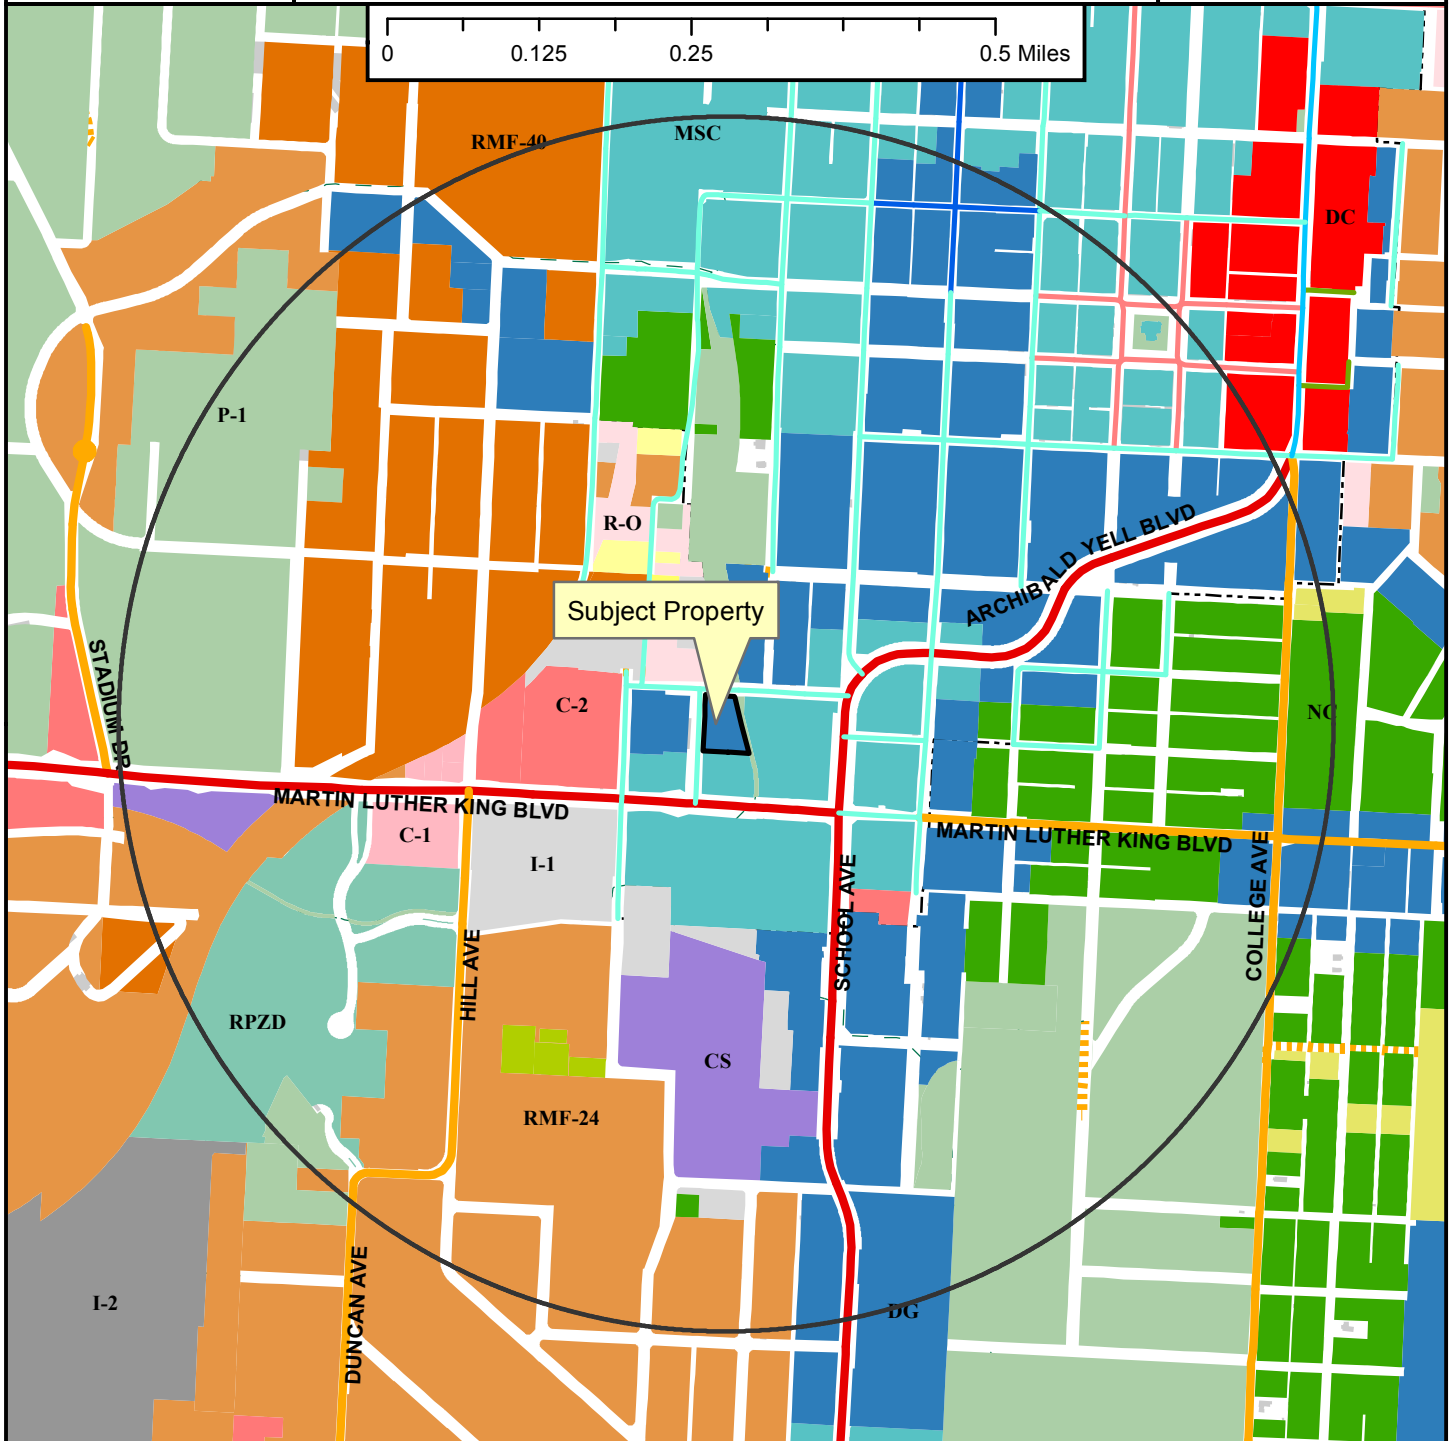 0 0.125 0.25 0.5 Miles
RMF-40
MSC
DC
P-1
R-O
ARCHIBALD YELL BLVD
Subject Property
STADIUM DR
C-2
NC
MARTIN LUTHER KING BLVD
C-1
MARTIN LUTHER KING BLVD
I-1
SCHOOL AVE
COLLEGE AVE
HILL AVE
RPZD
CS
RMF-24
I-2
DUNCAN AVE
DG